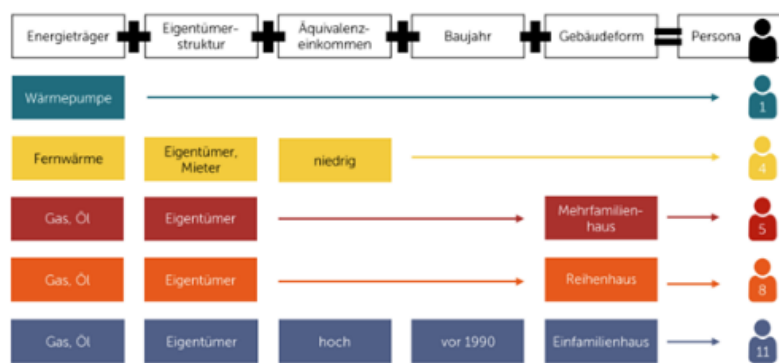 Energieträger
Eigentümer-
struktur
Äquivalenz-
einkommen
Baujahr
Gebäudeform
Persona
Wärmepumpe
1
Fernwärme
Eigentümer,
Mieter
niedrig
4
Gas, Öl
Eigentümer
Mehrfamilien-
haus
5
Gas, Öl
Eigentümer
Reihenhaus
8
Gas, Öl
Eigentümer
hoch
vor 1990
Einfamilienhaus
11